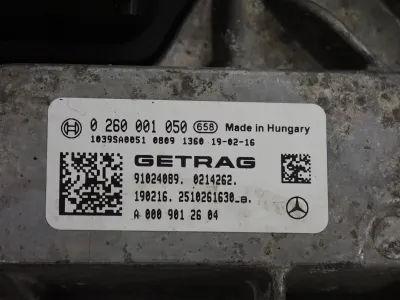 0 260 001 050 658 Made in Hungary
1039SA0051 0809 1360 19-02-16
GETRAG
91024089. 0214262.
190216. 2510261630_B.
A 000 901 26 04